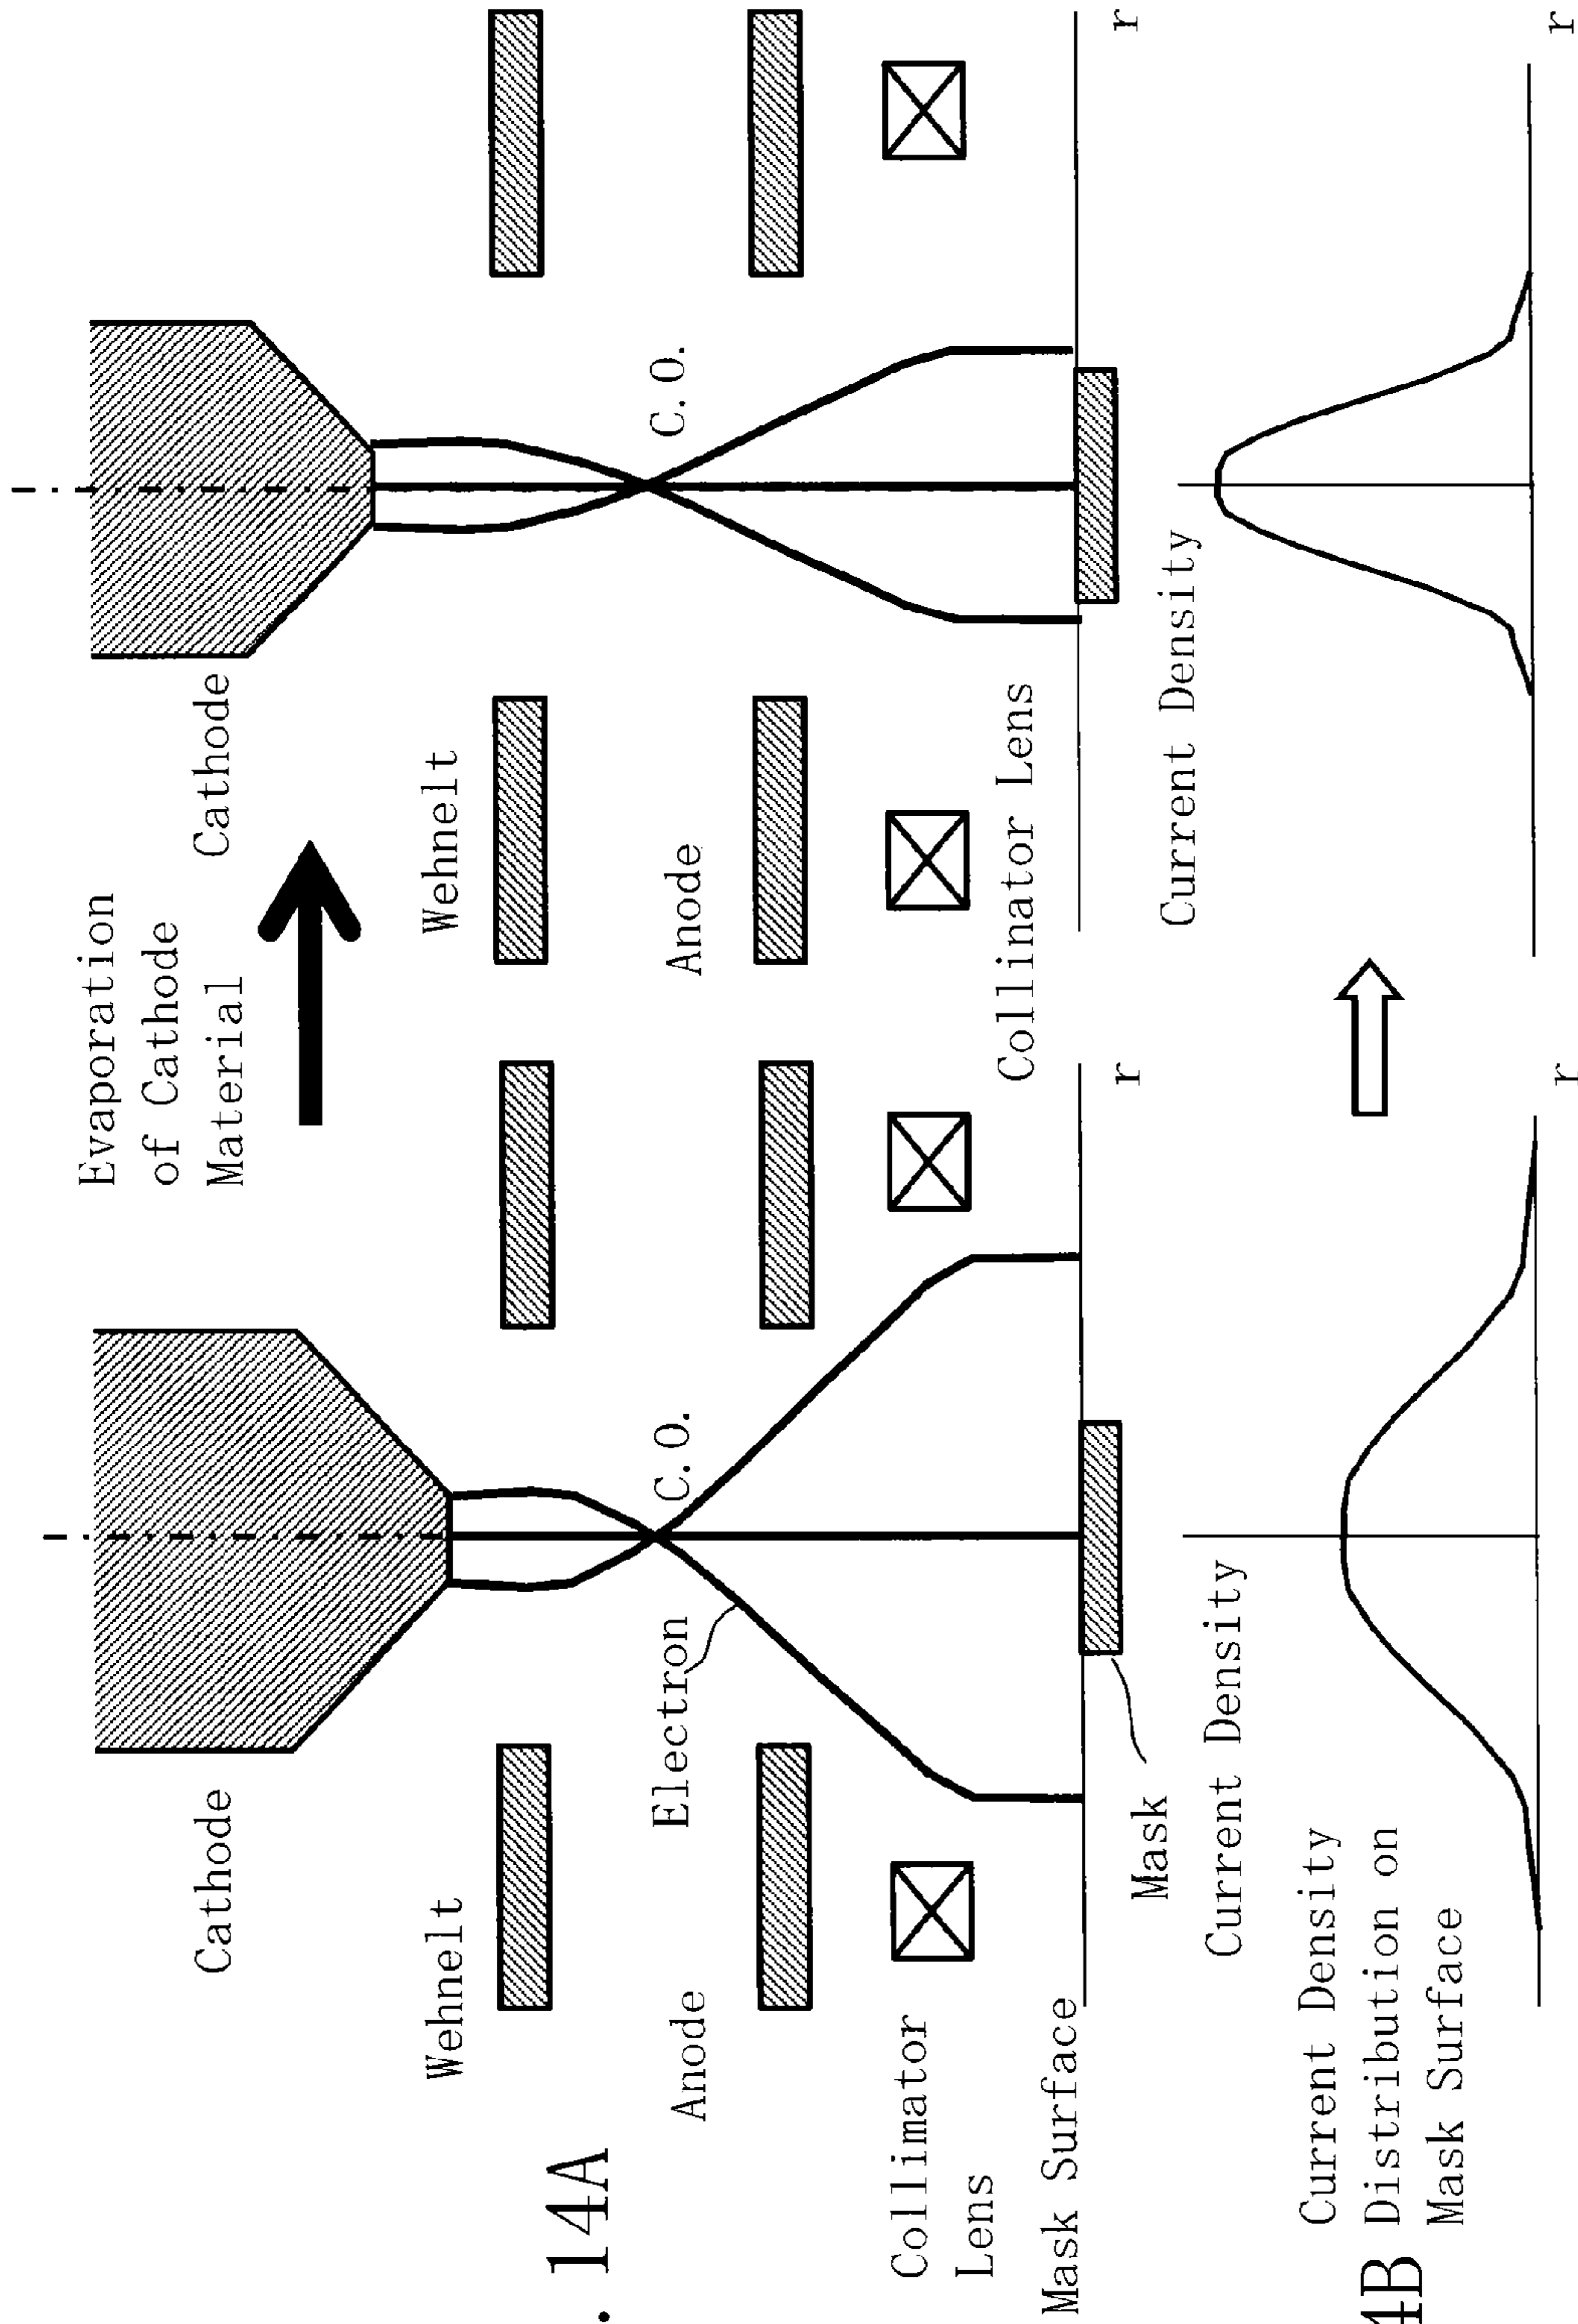 . 14A
Evaporation
of Cathode
Material
Cathode
Cathode
Wehnelt
Wehnelt
Electron
C.O.
C.O.
Anode
Anode
Collimator
Lens
Collinator Lens
Mask Surface
r
r
Mask
Current Density
Current Density
4B
Current Density
Distribution on
Mask Surface
r
r